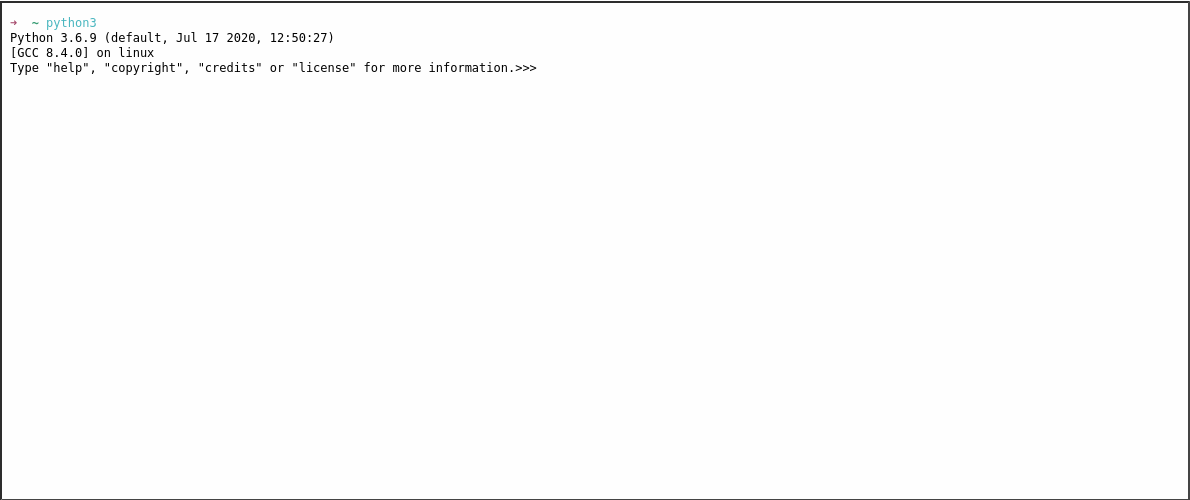 ➜  ~ python3
Python 3.6.9 (default, Jul 17 2020, 12:50:27)
[GCC 8.4.0] on linux
Type "help", "copyright", "credits" or "license" for more information.>>>